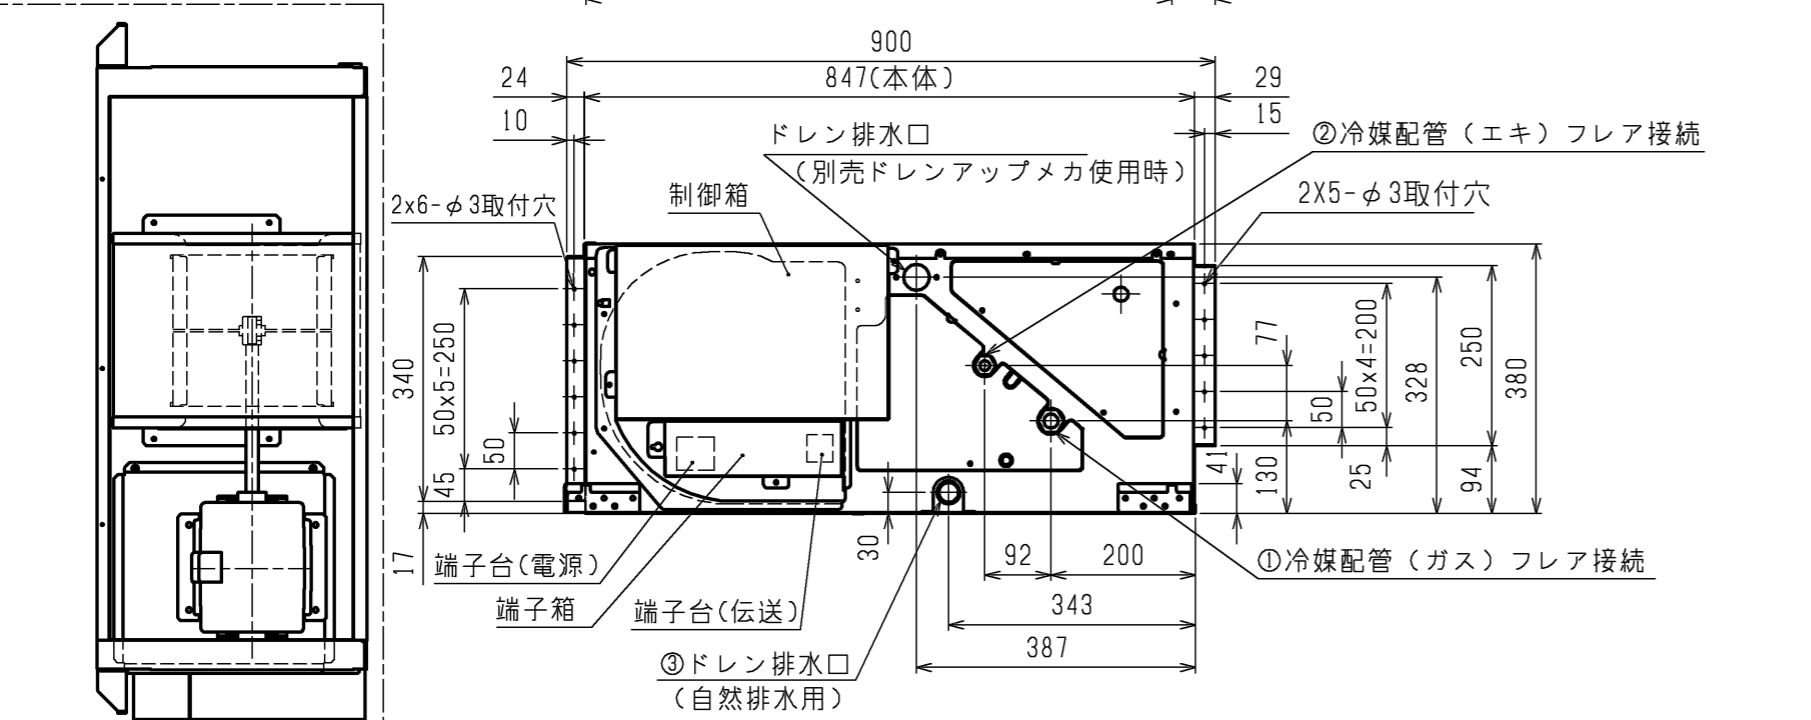 900
24
847(本体)
29
10
15
ドレン排水口
(別売ドレンアップメカ使用時)
②冷媒配管(エキ)フレア接続
制御箱
2x6-φ3取付穴
2X5-φ3取付穴
340
50x5=250
50
45
17
77
50
50x4=200
328
250
380
41
130
25
94
30
92
200
343
387
端子台(電源)
端子箱
端子台(伝送)
①冷媒配管(ガス)フレア接続
③ドレン排水口
(自然排水用)